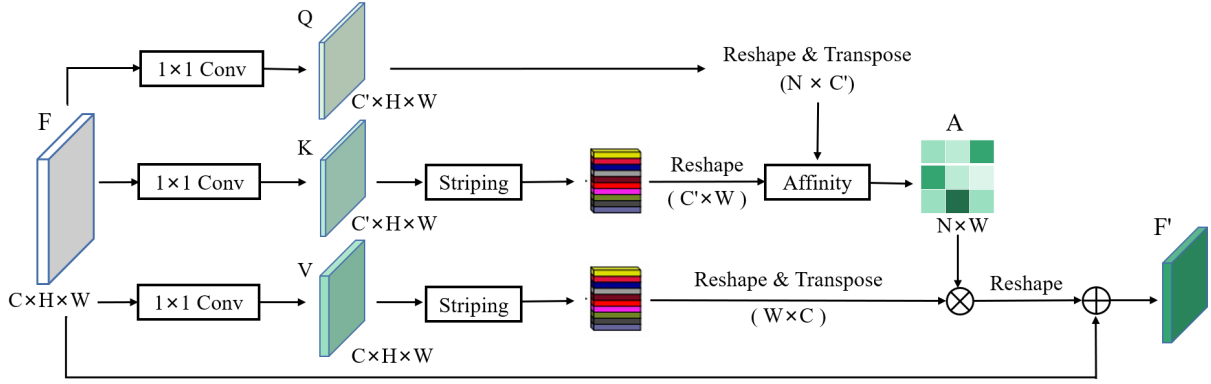 Q
1×1 Conv
C'×H×W
Reshape & Transpose
(N × C')
F
C×H×W
K
1×1 Conv
C'×H×W
Striping
Reshape
( C'×W )
Affinity
A
N×W
V
1×1 Conv
C×H×W
Striping
Reshape & Transpose
( W×C )
Reshape
F'